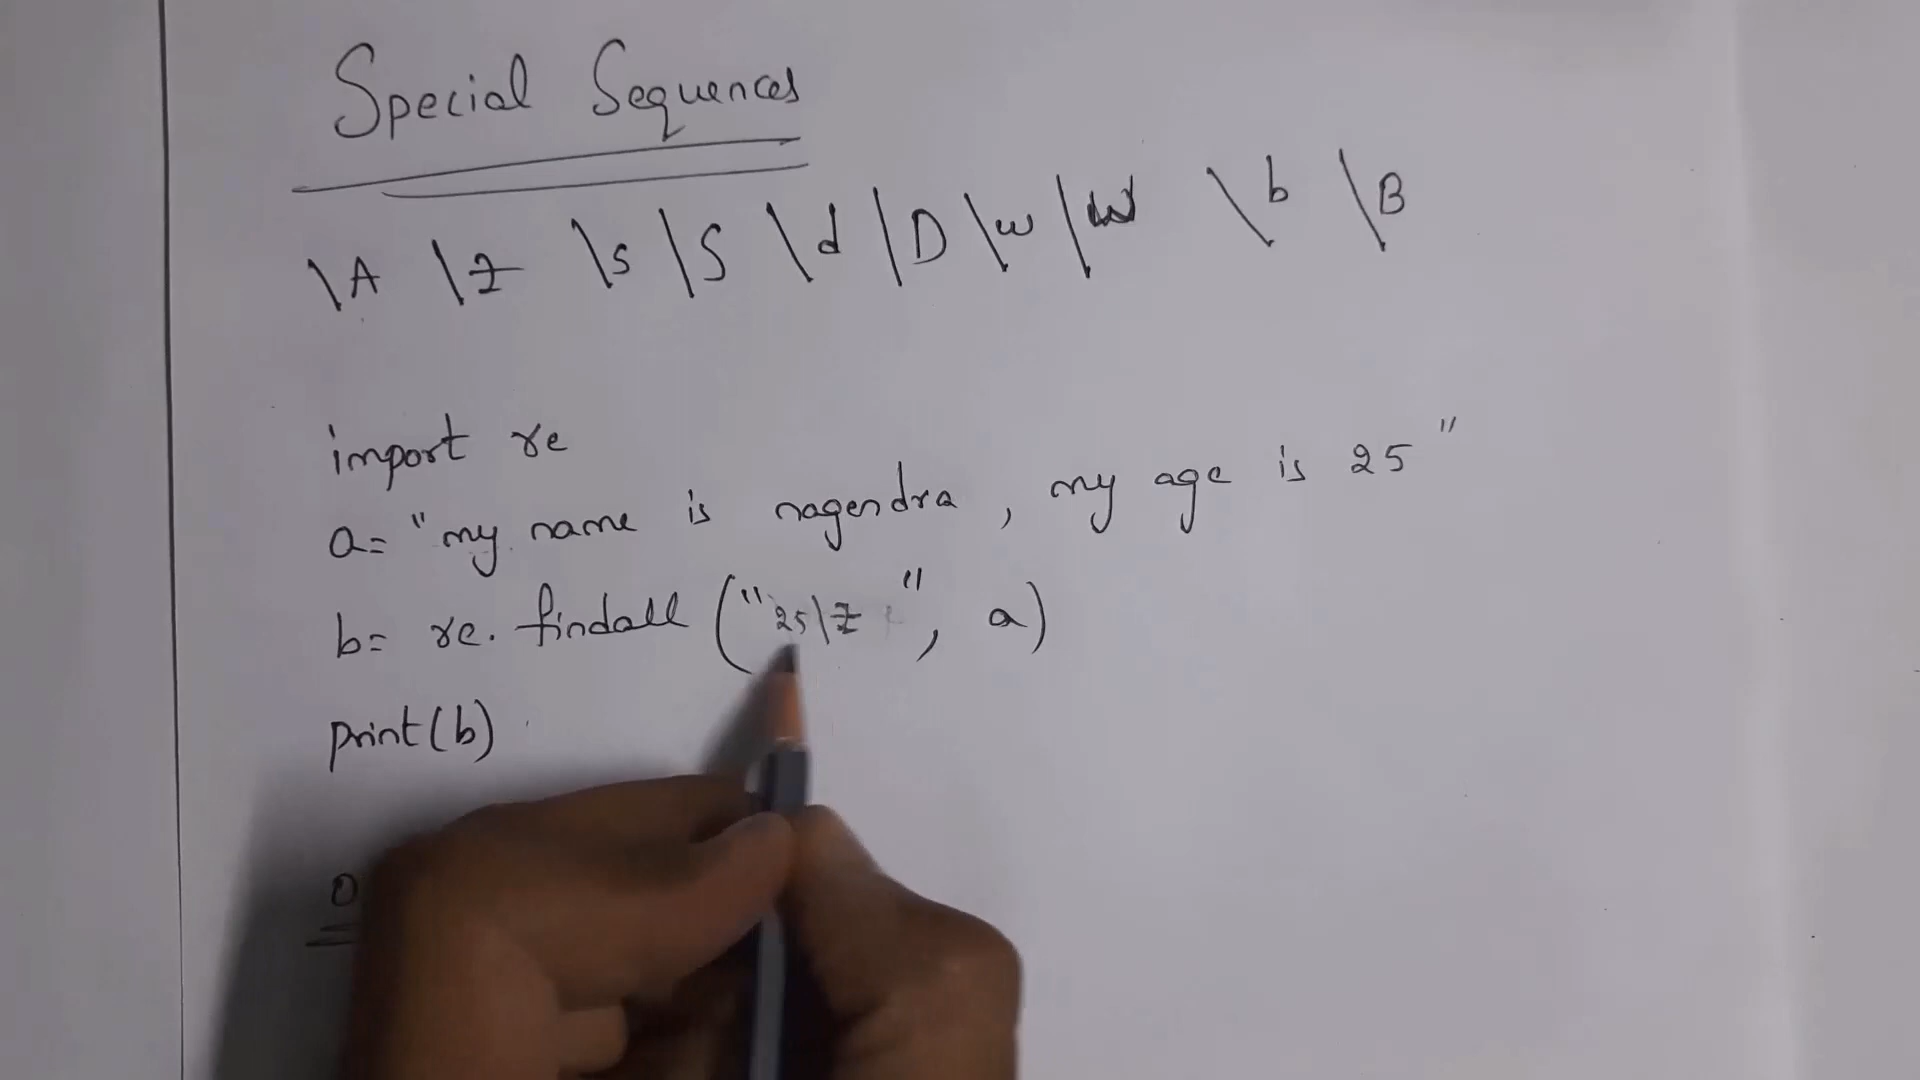 Special Sequences
\A \Z \s \S \d \D \w \W \b \B
import re
a= "my name is nagendra, my age is 25"
b= re.findall("25\Z", a)
print(b)